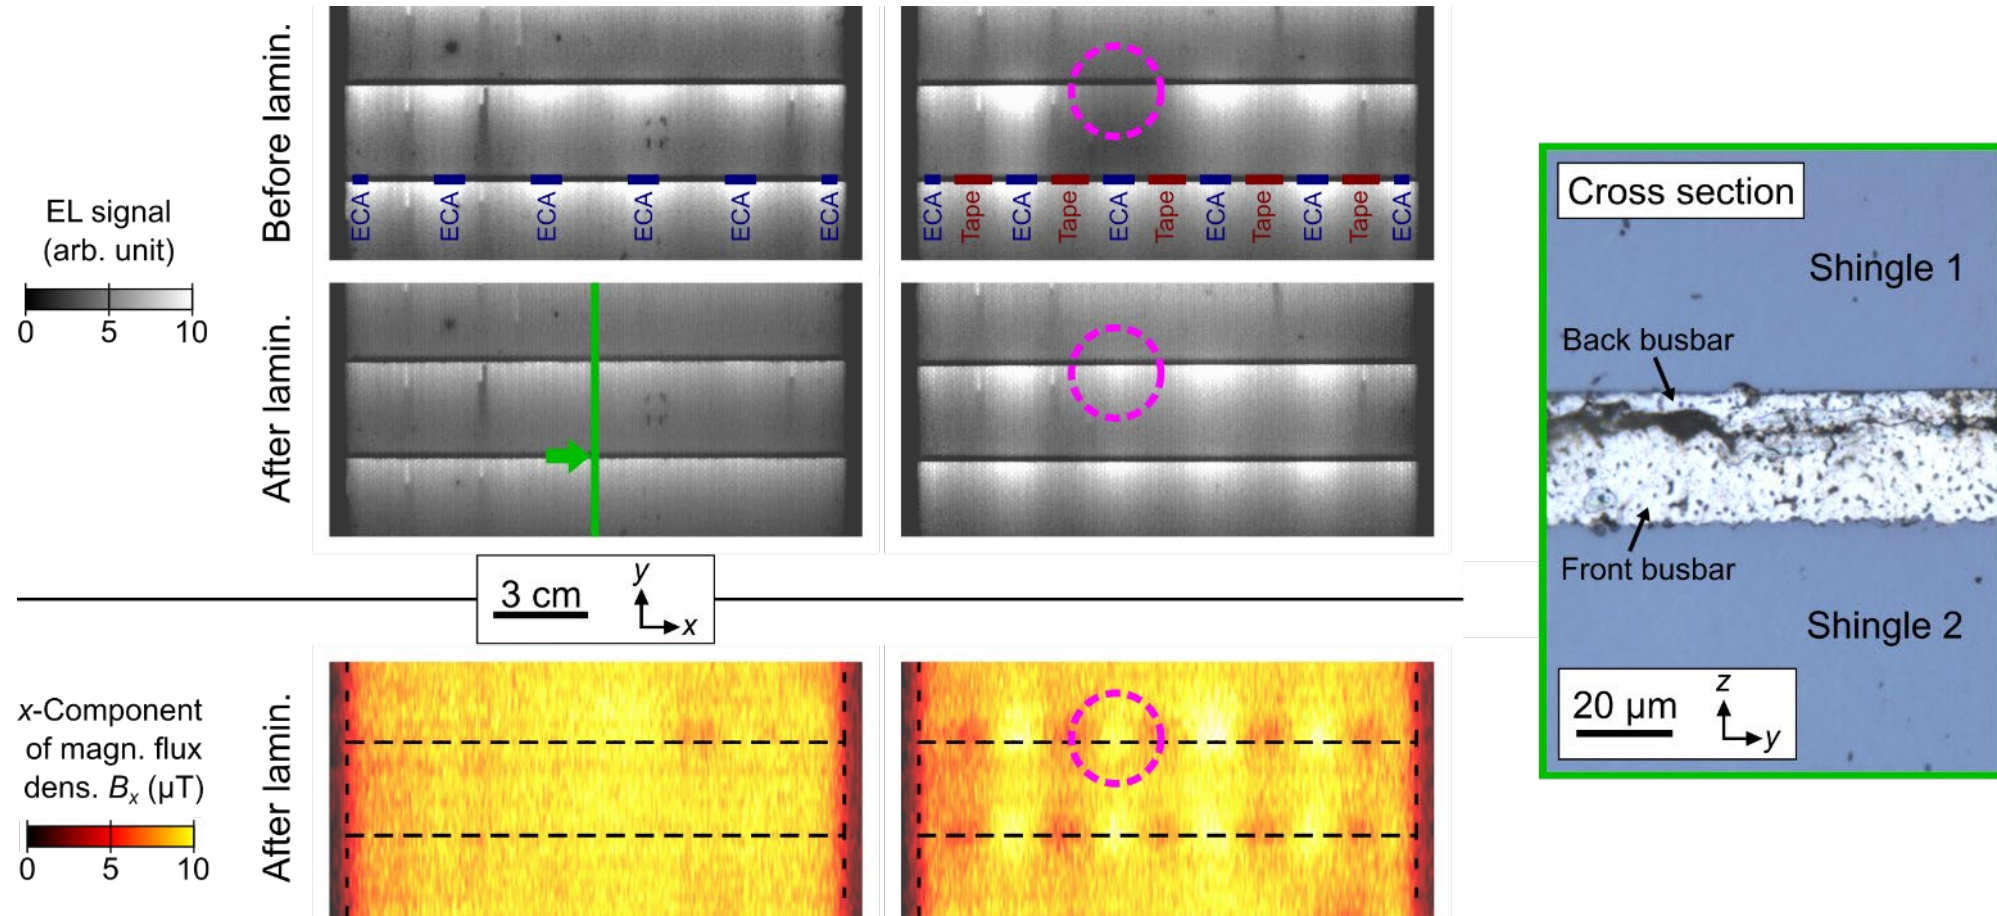 Before lamin.
EL signal
(arb. unit)
0 5 10
ECA ECA ECA ECA ECA ECA
ECA Tape ECA Tape ECA Tape ECA Tape ECA Tape ECA
After lamin.
3 cm
y
x
x-Component
of magn. flux
dens. Bx (µT)
0 5 10
After lamin.
Cross section
Shingle 1
Back busbar
Front busbar
Shingle 2
20 µm
z
y